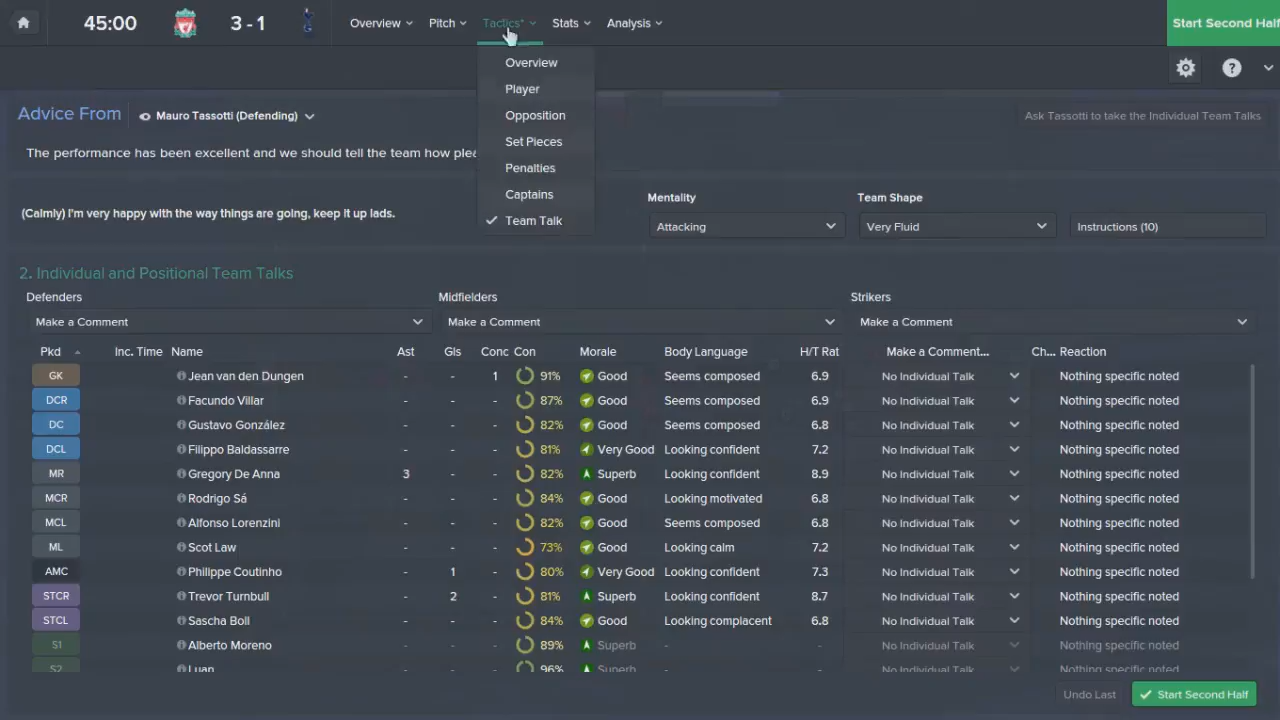 45:00 3 - 1 Overview Pitch Tactics* Stats Analysis Start Second Half
Overview
Player
Opposition
Set Pieces
Penalties
Captains
Team Talk
Advice From Mauro Tassotti (Defending) Ask Tassotti to take the Individual Team Talks
The performance has been excellent and we should tell the team how
(Calmly) I'm very happy with the way things are going, keep it up lads.
Mentality Team Shape
Attacking Very Fluid Instructions (10)
2. Individual and Positional Team Talks
Defenders Midfielders Strikers
Make a Comment Make a Comment Make a Comment
Pkd Inc. Time Name Ast Gls Conc Con Morale Body Language H/T Rat Make a Comment... Ch... Reaction
GK Jean van den Dungen - - 1 91% Good Seems composed 6.9 No Individual Talk Nothing specific noted
DCR Facundo Villar - - - 87% Good Seems composed 6.9 No Individual Talk Nothing specific noted
DC Gustavo González - - - 82% Good Seems composed 6.8 No Individual Talk Nothing specific noted
DCL Filippo Baldassarre - - - 81% Very Good Looking confident 7.2 No Individual Talk Nothing specific noted
MR Gregory De Anna 3 - - 82% Superb Looking confident 8.9 No Individual Talk Nothing specific noted
MCR Rodrigo Sá - - - 84% Good Looking motivated 6.8 No Individual Talk Nothing specific noted
MCL Alfonso Lorenzini - - - 82% Good Seems composed 6.8 No Individual Talk Nothing specific noted
ML Scot Law - - - 73% Good Looking calm 7.2 No Individual Talk Nothing specific noted
AMC Philippe Coutinho - 1 - 80% Very Good Looking confident 7.3 No Individual Talk Nothing specific noted
STCR Trevor Turnbull - 2 - 81% Superb Looking confident 8.7 No Individual Talk Nothing specific noted
STCL Sascha Boll - - - 84% Good Looking complacent 6.8 No Individual Talk Nothing specific noted
S1 Alberto Moreno - - - 89% Superb - - No Individual Talk Nothing specific noted
S2 Luan - - - 96% Superb - - No Individual Talk Nothing specific noted
Undo Last Start Second Half